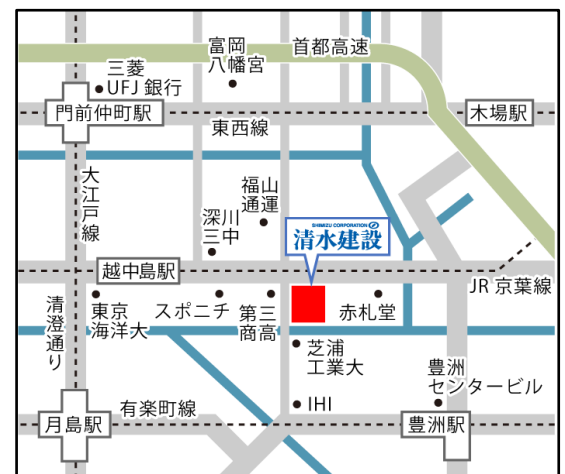 富岡
八幡宮
首都高速
三菱
UFJ 銀行
門前仲町駅
東西線
木場駅
大江戸線
福山
通運
深川
三中
SHIMIZU CORPORATION
清水建設
越中島駅
JR 京葉線
清澄通り
東京
海洋大
スポニチ
第三
商高
赤札堂
芝浦
工業大
豊洲
センタービル
IHI
有楽町線
月島駅
豊洲駅